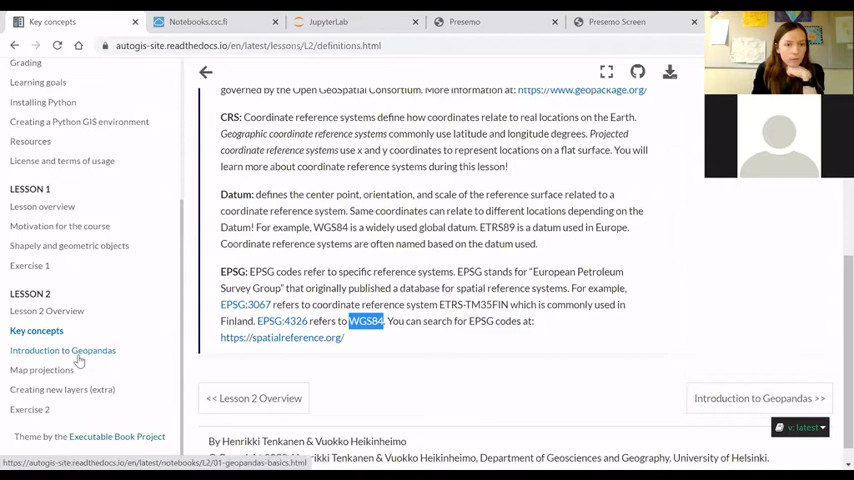 Key concepts
Notebooks.csc.fi
JupyterLab
Presemo
Presemo Screen
autogis-site.readthedocs.io/en/latest/lessons/L2/definitions.html
Grading
Learning goals
Installing Python
Creating a Python GIS environment
Resources
License and terms of usage
LESSON 1
Lesson overview
Motivation for the course
Shapely and geometric objects
Exercise 1
LESSON 2
Lesson 2 Overview
Key concepts
Introduction to Geopandas
Map projections
Creating new layers (extra)
Exercise 2
Theme by the Executable Book Project
https://autogis-site.readthedocs.io/en/latest/notebooks/L2/01-geopandas-basics.html
governed by the Open GeoSpatial Consortium. More information at: https://www.geopackage.org/
CRS: Coordinate reference systems define how coordinates relate to real locations on the Earth.
Geographic coordinate reference systems commonly use latitude and longitude degrees. Projected
coordinate reference systems use x and y coordinates to represent locations on a flat surface. You will
learn more about coordinate reference systems during this lesson!
Datum: defines the center point, orientation, and scale of the reference surface related to a
coordinate reference system. Same coordinates can relate to different locations depending on the
Datum! For example, WGS84 is a widely used global datum. ETRS89 is a datum used in Europe.
Coordinate reference systems are often named based on the datum used.
EPSG: EPSG codes refer to specific reference systems. EPSG stands for “European Petroleum
Survey Group” that originally published a database for spatial reference systems. For example,
EPSG:3067 refers to coordinate reference system ETRS-TM35FIN which is commonly used in
Finland. EPSG:4326 refers to WGS84. You can search for EPSG codes at:
https://spatialreference.org/
<< Lesson 2 Overview
Introduction to Geopandas >>
v: latest
By Henrikki Tenkanen & Vuokko Heikinheimo
Henrikki Tenkanen & Vuokko Heikinheimo, Department of Geosciences and Geography, University of Helsinki.